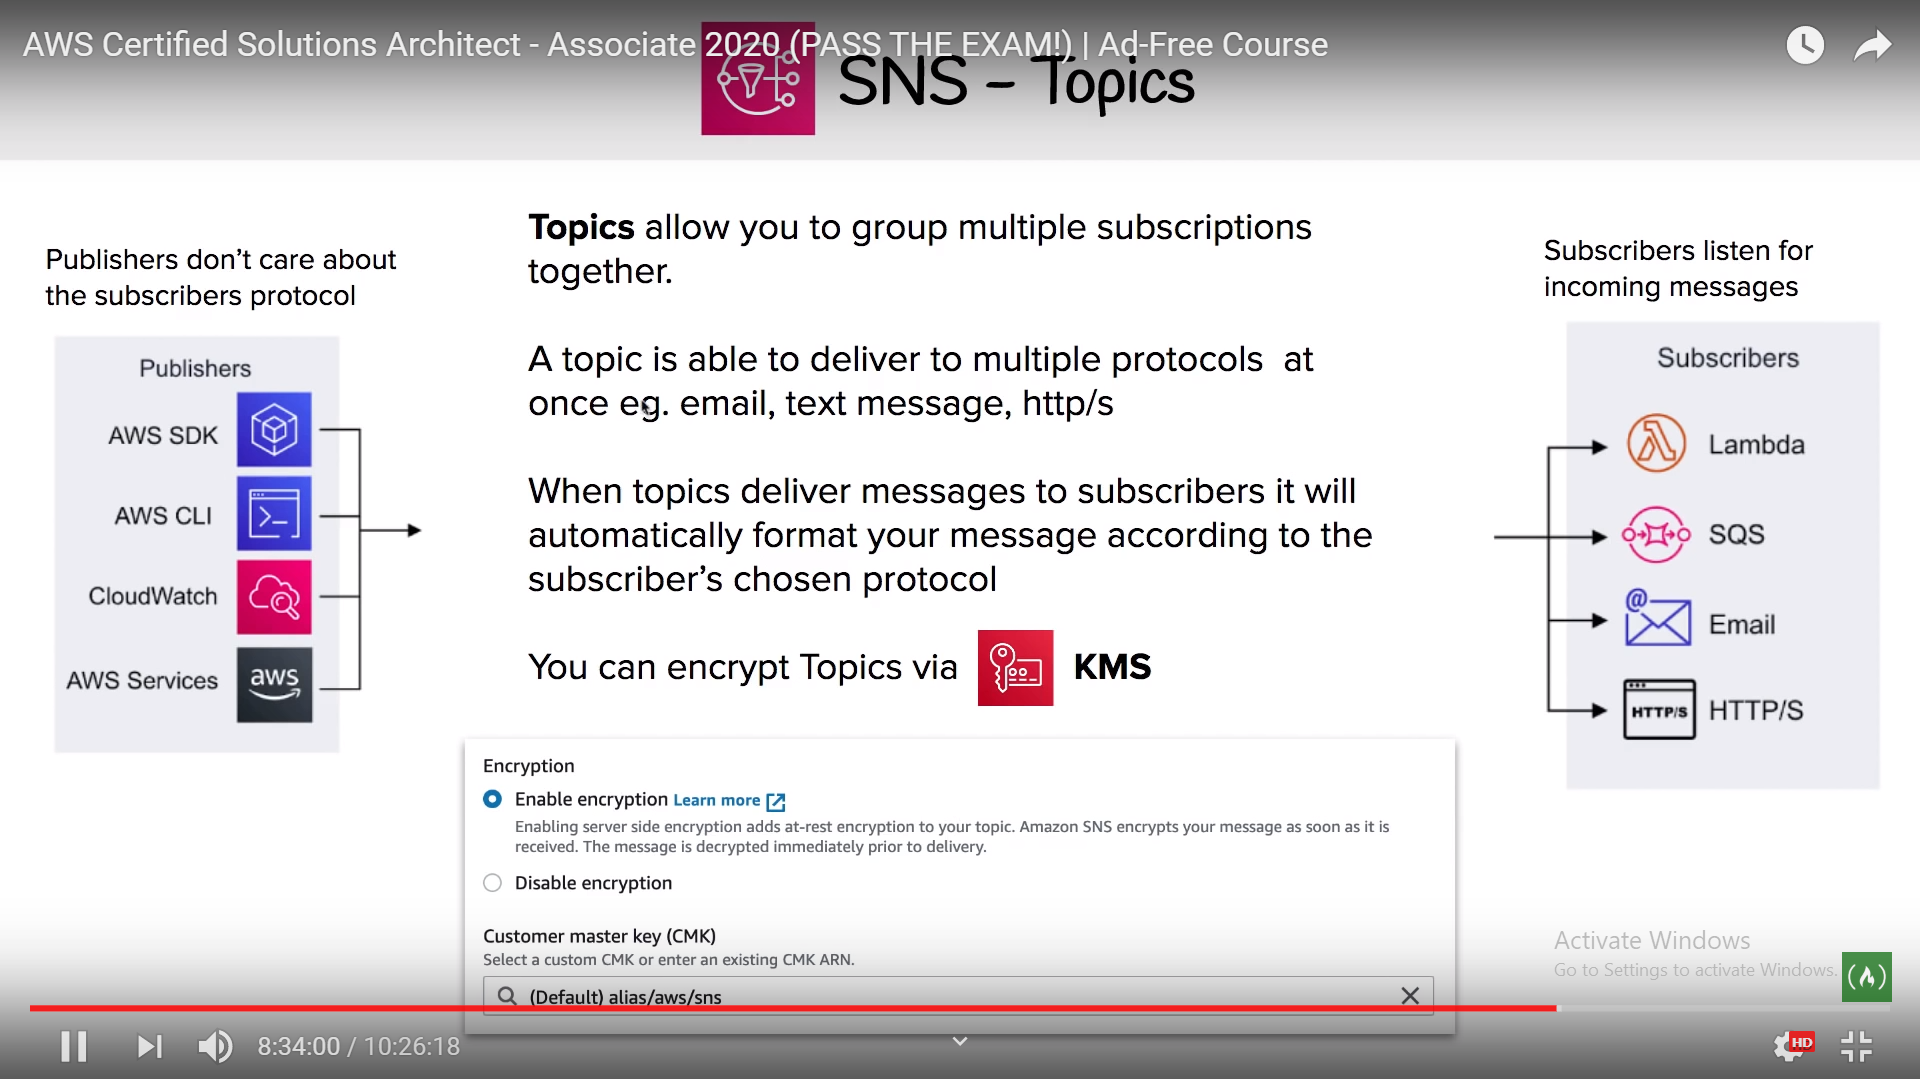 AWS Certified Solutions Architect - Associate 2020 (PASS THE EXAM!) | Ad-Free Course
SNS – Topics
Publishers don’t care about
the subscribers protocol
Publishers
AWS SDK
AWS CLI
CloudWatch
AWS Services
aws
Topics allow you to group multiple subscriptions
together.
A topic is able to deliver to multiple protocols at
once eg. email, text message, http/s
When topics deliver messages to subscribers it will
automatically format your message according to the
subscriber’s chosen protocol
You can encrypt Topics via KMS
Subscribers listen for
incoming messages
Subscribers
Lambda
SQS
@ Email
HTTP/S HTTP/S
Encryption
Enable encryption Learn more
Enabling server side encryption adds at-rest encryption to your topic. Amazon SNS encrypts your message as soon as it is
received. The message is decrypted immediately prior to delivery.
Disable encryption
Customer master key (CMK)
Select a custom CMK or enter an existing CMK ARN.
(Default) alias/aws/sns
Activate Windows
Go to Settings to activate Windows.
8:34:00 / 10:26:18
HD